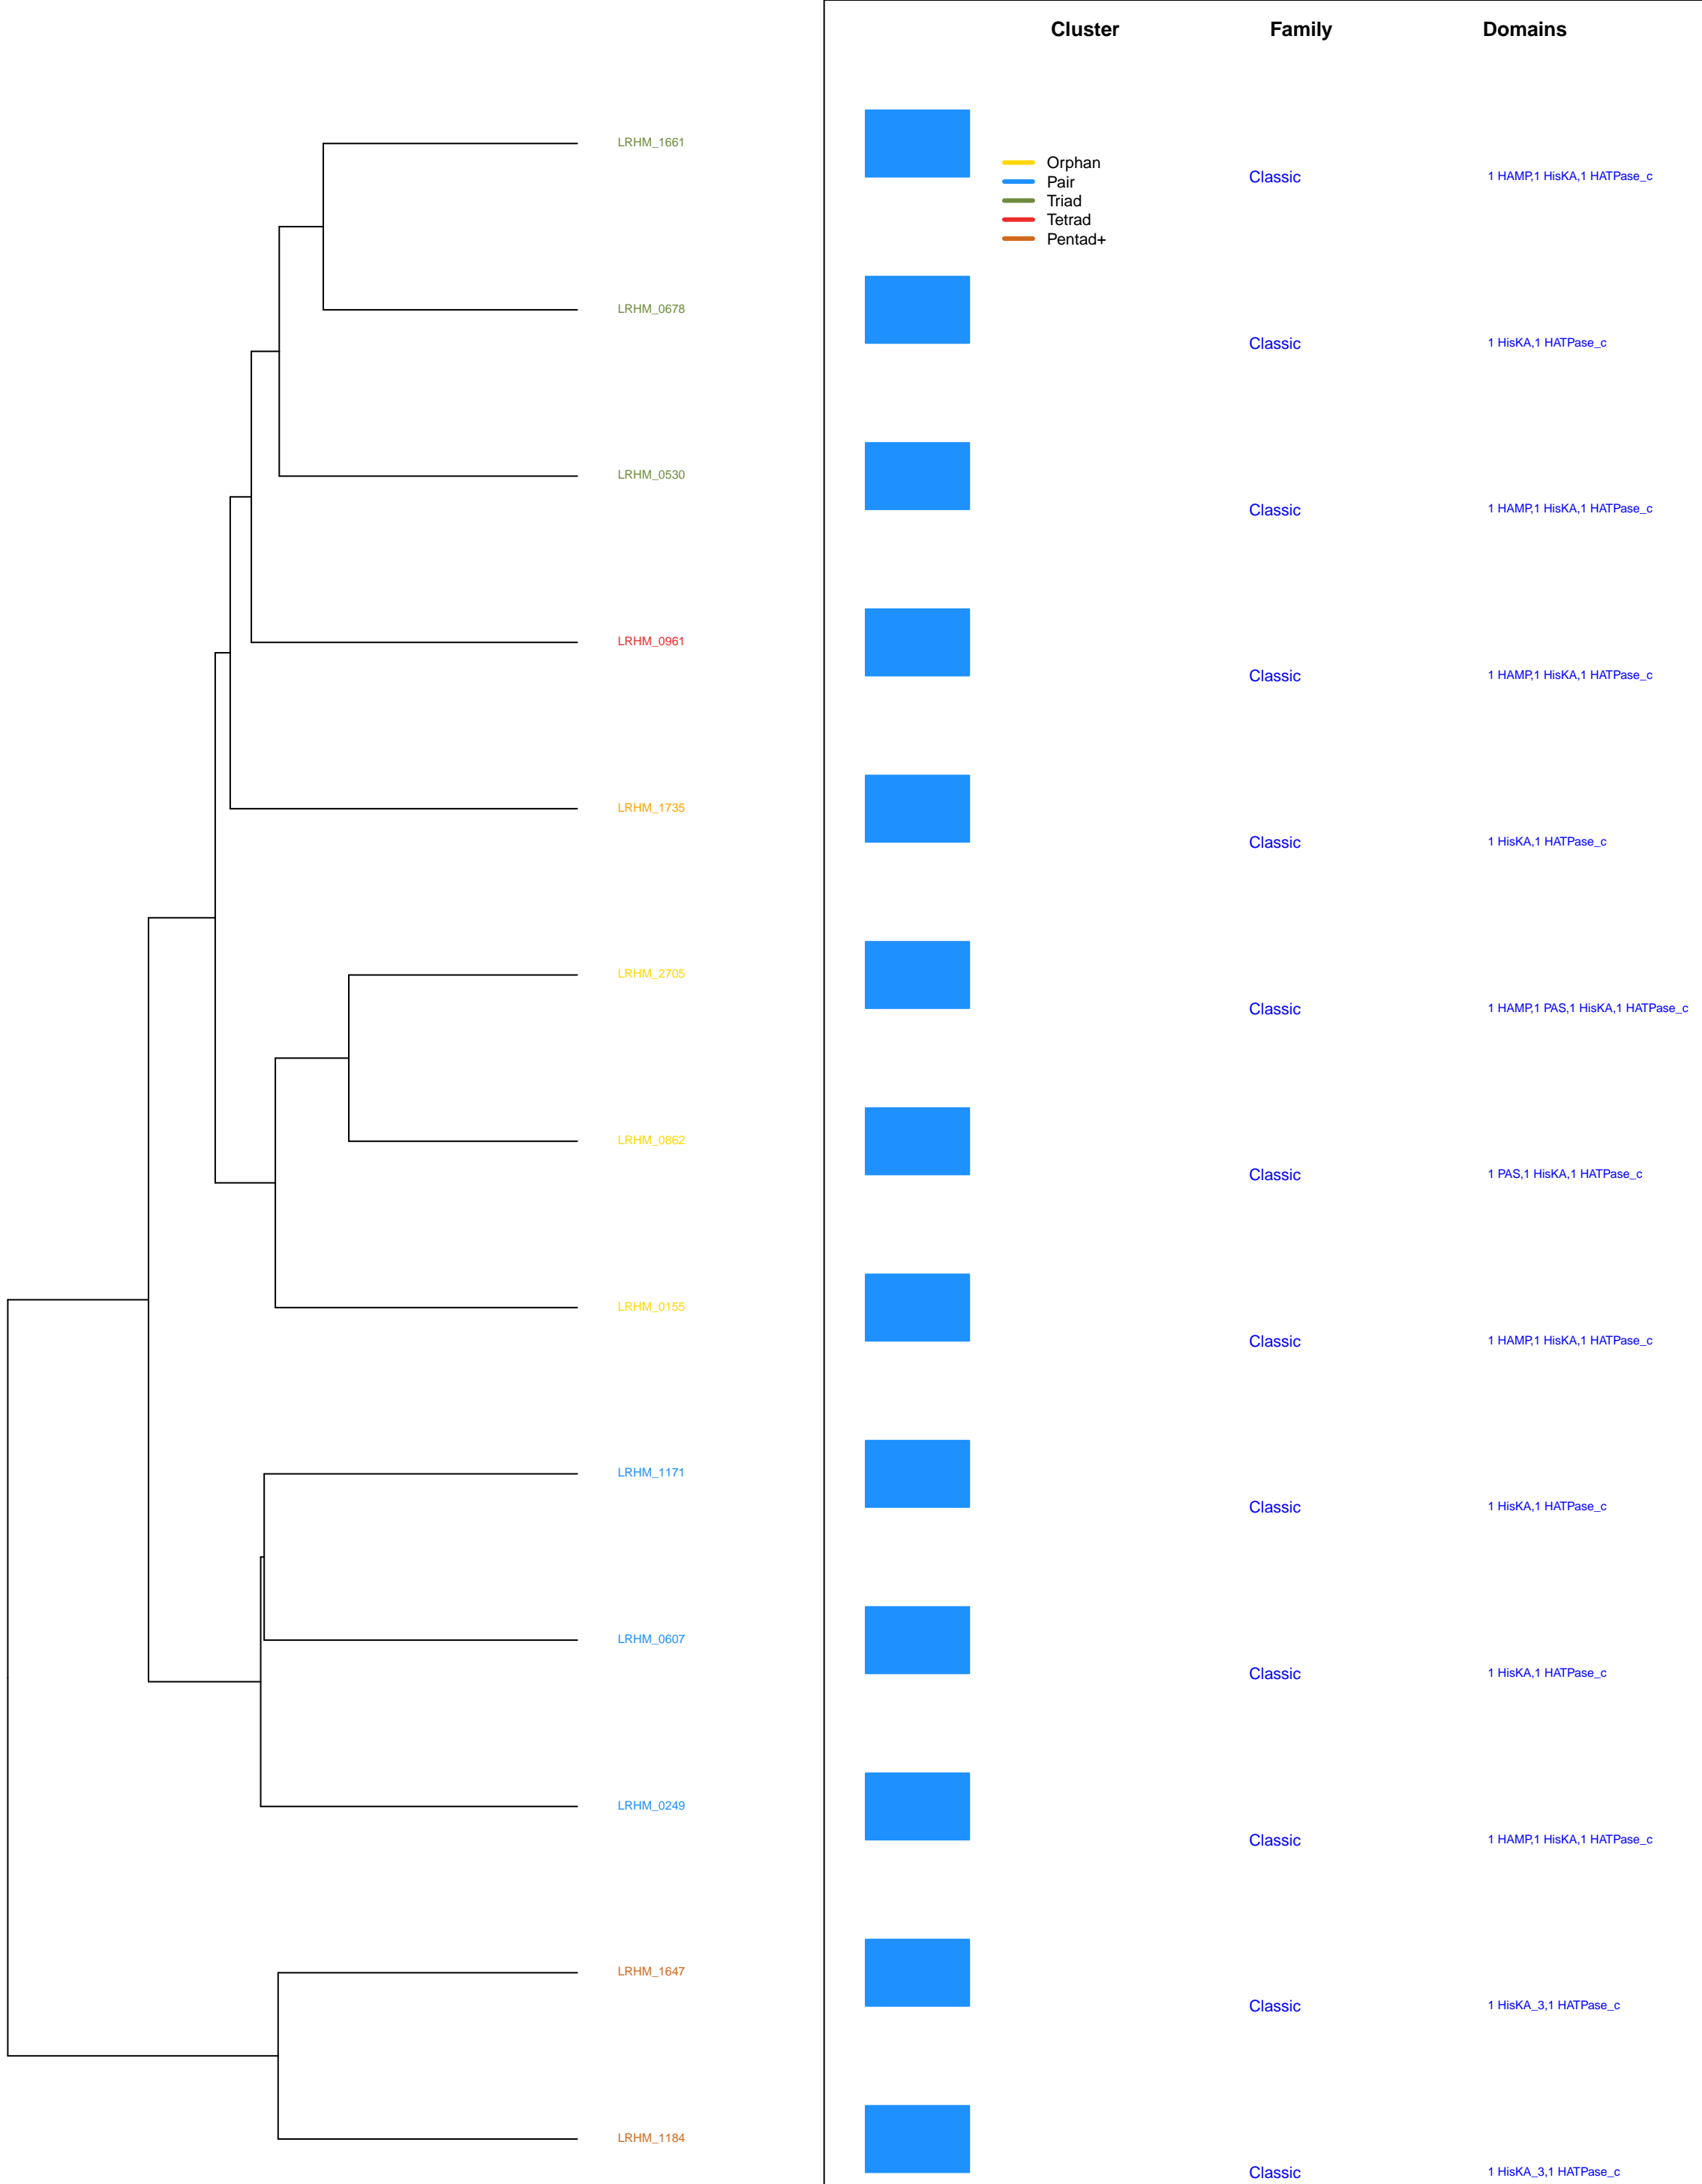 Cluster Family Domains
LRHM_1661
Orphan
Pair
Triad
Tetrad
Pentad+
Classic 1 HAMP,1 HisKA,1 HATPase_c
LRHM_0678
Classic 1 HisKA,1 HATPase_c
LRHM_0530
Classic 1 HAMP,1 HisKA,1 HATPase_c
LRHM_0961
Classic 1 HAMP,1 HisKA,1 HATPase_c
LRHM_1735
Classic 1 HisKA,1 HATPase_c
LRHM_2705
Classic 1 HAMP,1 PAS,1 HisKA,1 HATPase_c
LRHM_0862
Classic 1 PAS,1 HisKA,1 HATPase_c
LRHM_0155
Classic 1 HAMP,1 HisKA,1 HATPase_c
LRHM_1171
Classic 1 HisKA,1 HATPase_c
LRHM_0607
Classic 1 HisKA,1 HATPase_c
LRHM_0249
Classic 1 HAMP,1 HisKA,1 HATPase_c
LRHM_1647
Classic 1 HisKA_3,1 HATPase_c
LRHM_1184
Classic 1 HisKA_3,1 HATPase_c